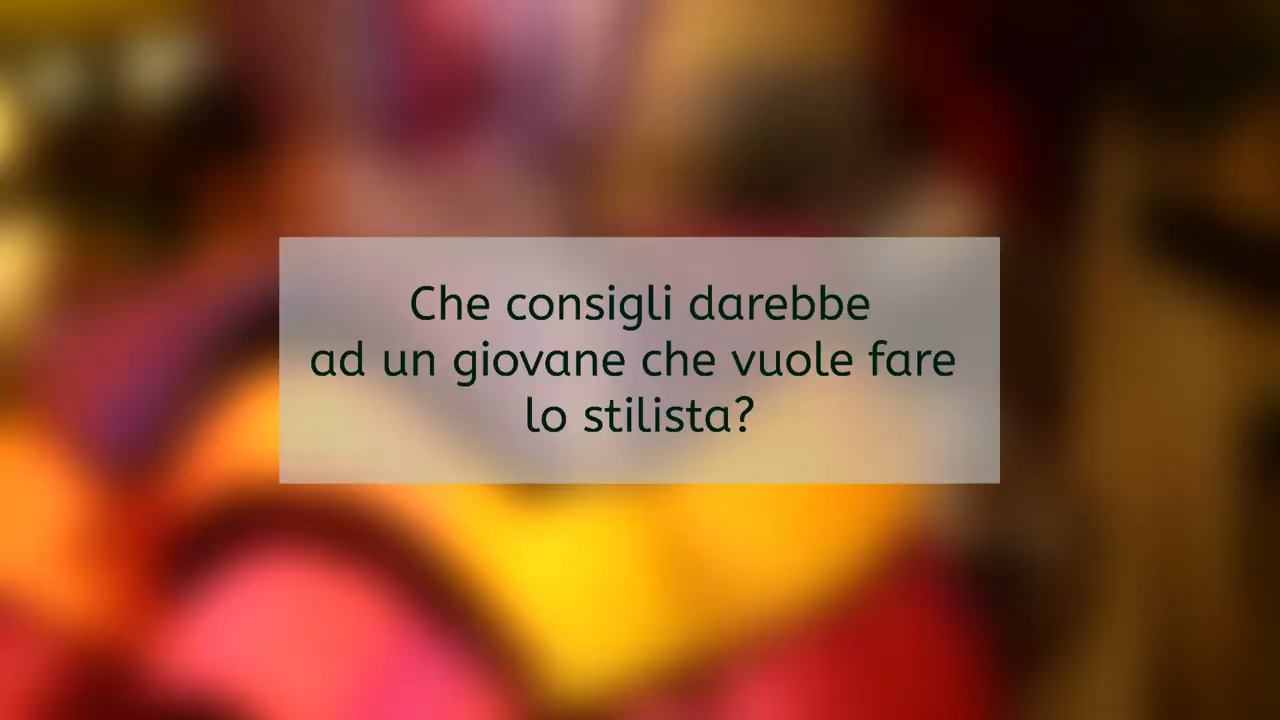 Che consigli darebbe
ad un giovane che vuole fare
lo stilista?